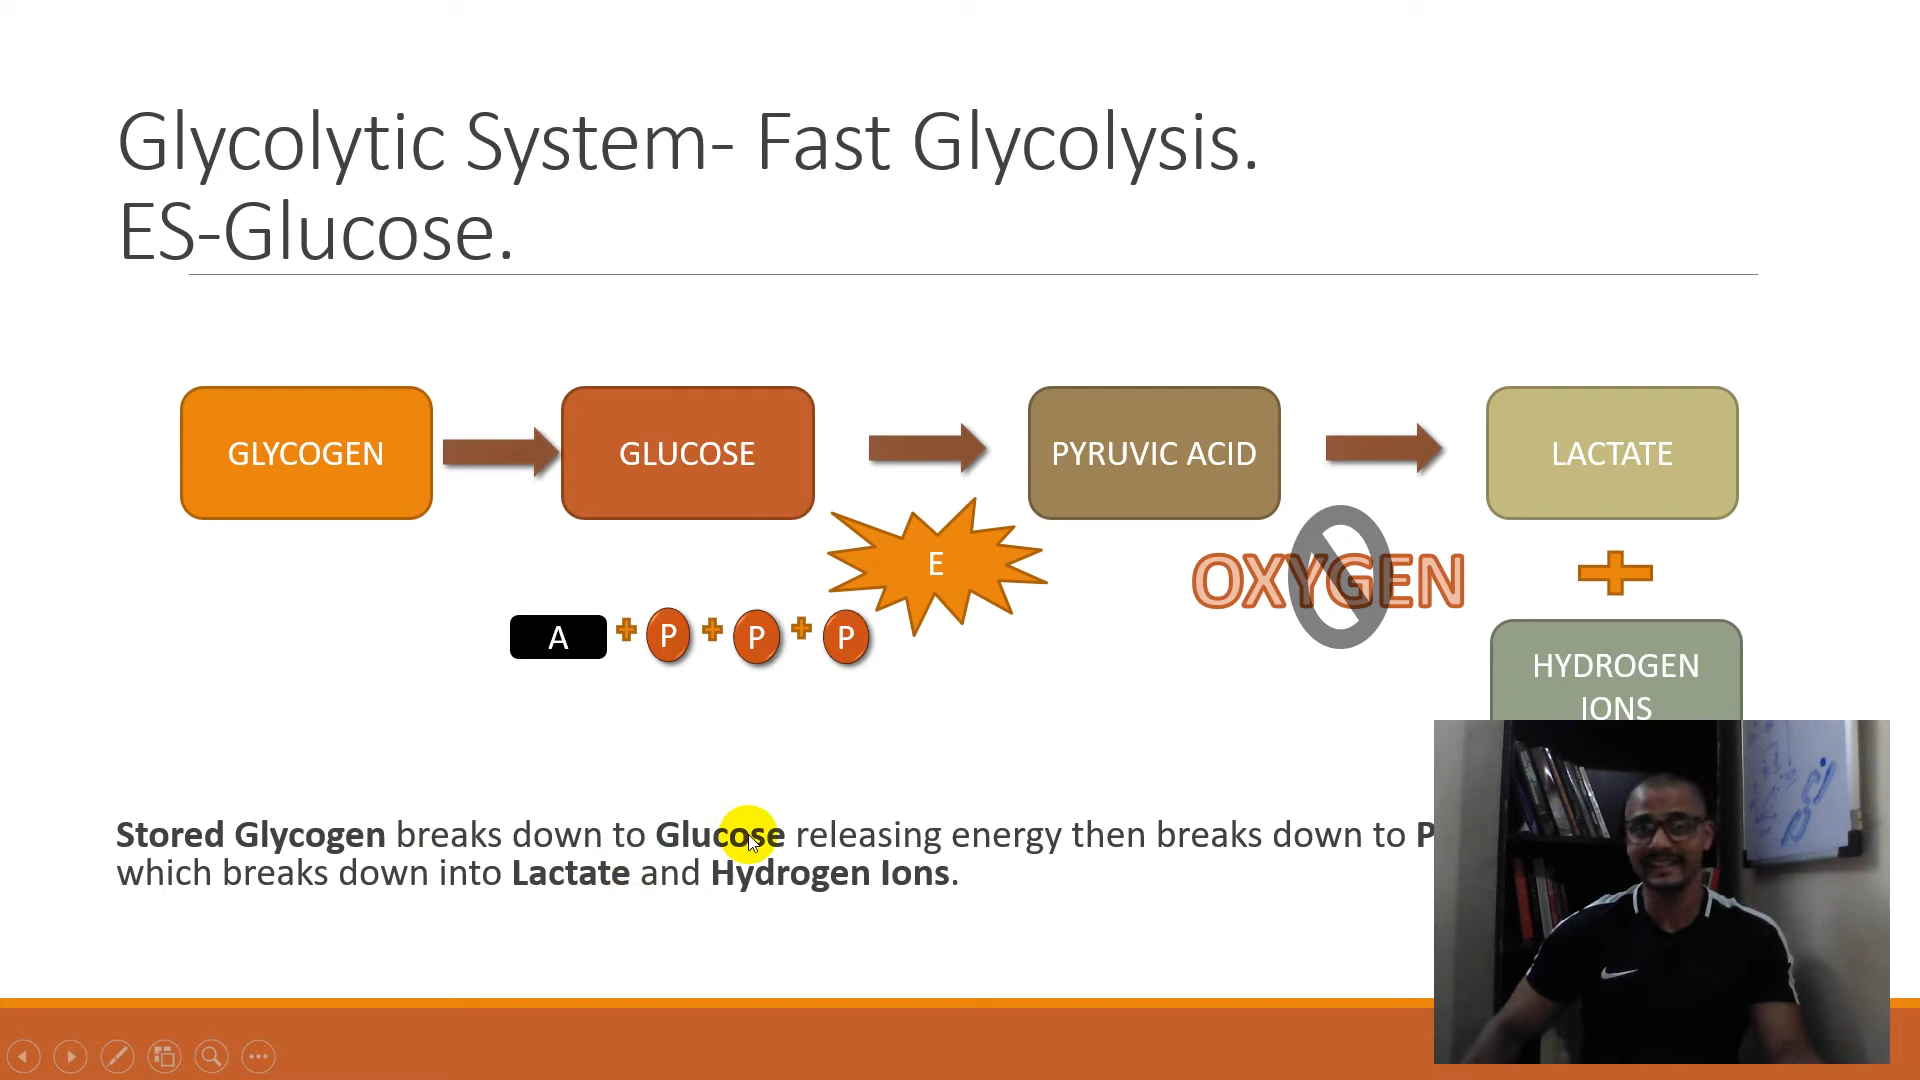 Glycolytic System- Fast Glycolysis.
ES-Glucose.
GLYCOGEN
GLUCOSE
PYRUVIC ACID
LACTATE
E
OXYGEN
A + P + P + P
HYDROGEN
IONS
Stored Glycogen breaks down to Glucose releasing energy then breaks down to P
which breaks down into Lactate and Hydrogen Ions.